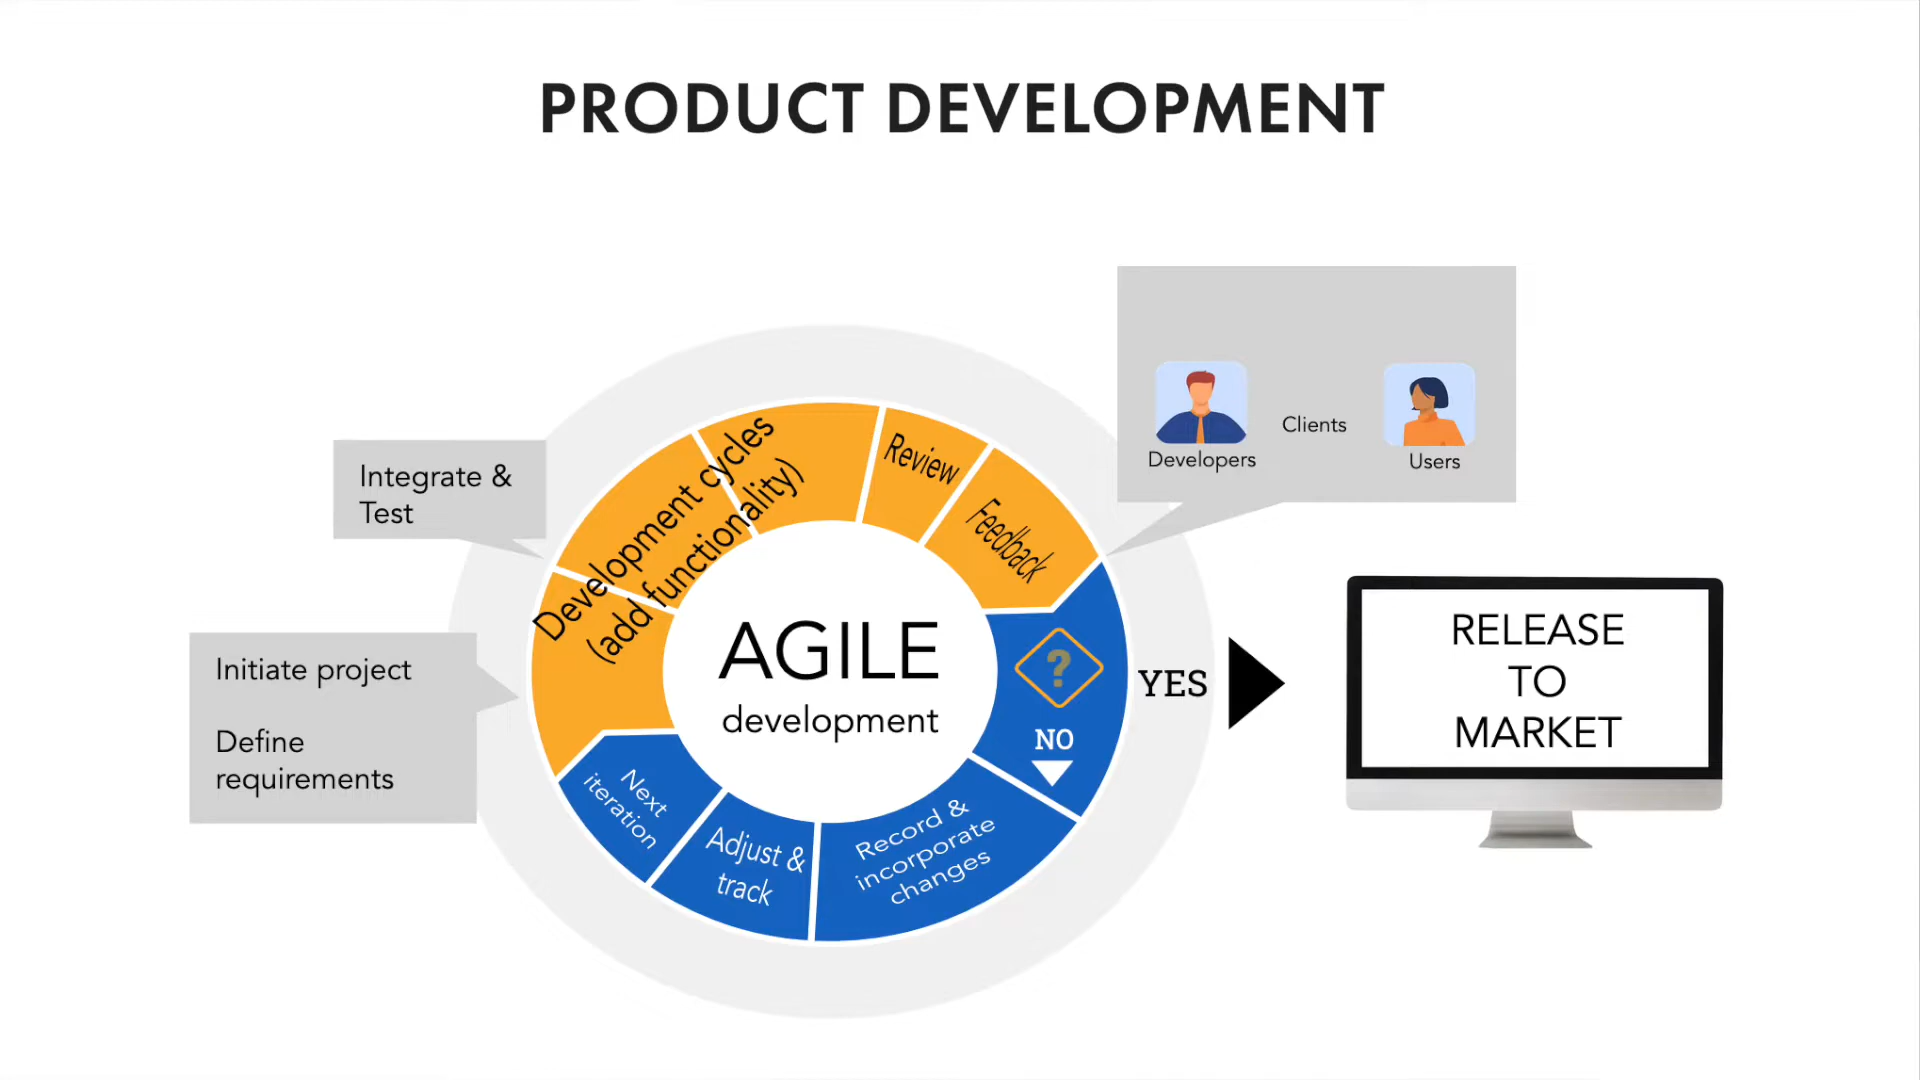 PRODUCT DEVELOPMENT
Integrate &
Test
Initiate project
Define
requirements
Development cycles
(add functionality)
Review
Feedback
Developers
Clients
Users
AGILE
development
?
NO
YES
RELEASE
TO
MARKET
Record &
incorporate
changes
Adjust &
track
Next
iteration